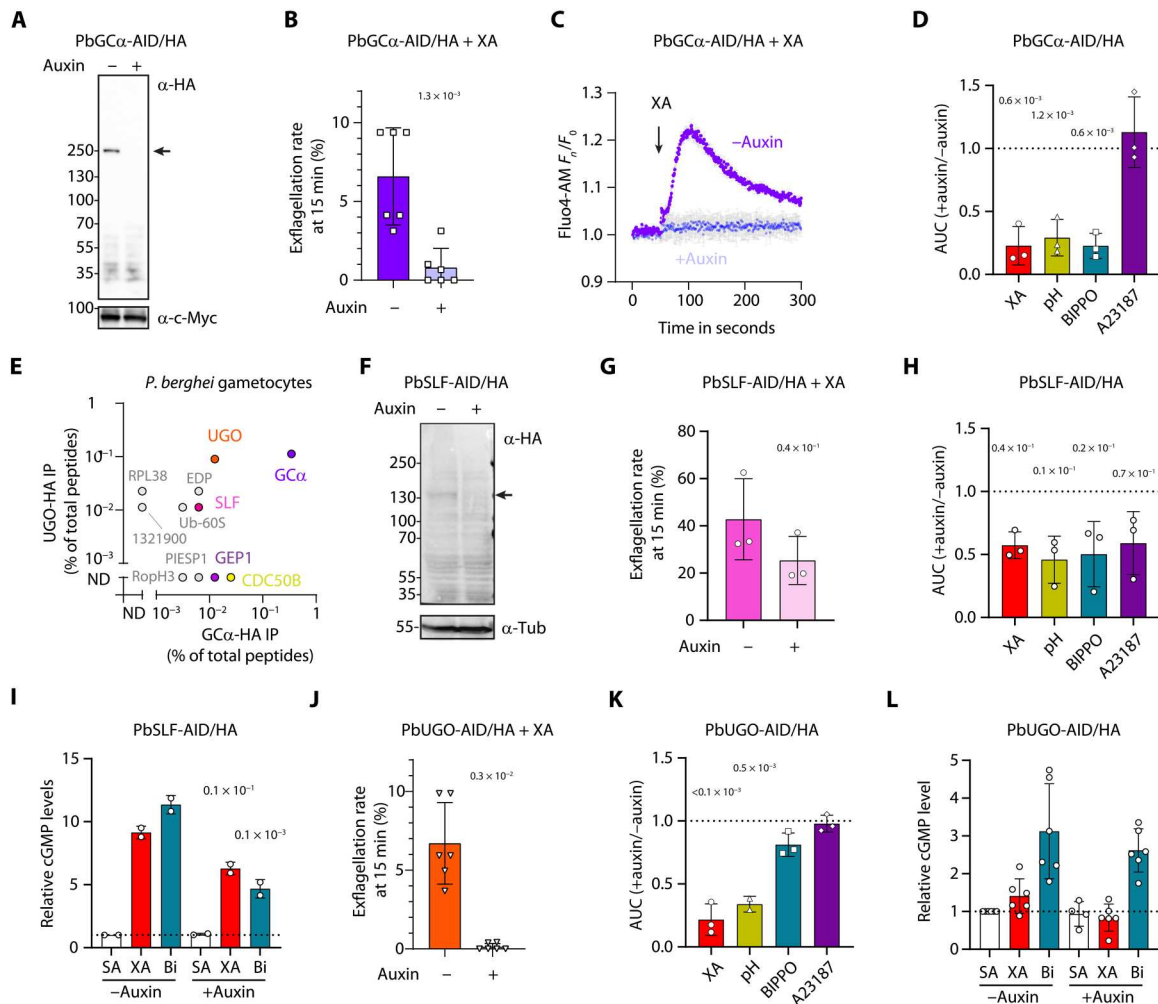 A
PbGCα-AID/HA
Auxin − +
α-HA
250
130
100
70
55
35
100
α-c-Myc
B
PbGCα-AID/HA + XA
1.3 × 10⁻³
Exflagellation rate
at 15 min (%)
10
5
0
Auxin − +
C
PbGCα-AID/HA + XA
XA
−Auxin
+Auxin
Fluo4-AM Fn/F0
1.2
1.1
1.0
0.9
0 100 200 300
Time in seconds
D
PbGCα-AID/HA
0.6 × 10⁻³
1.2 × 10⁻³
0.6 × 10⁻³
AUC (+auxin/−auxin)
1.5
1.0
0.5
0.0
XA pH BIPPO A23187
E
P. berghei gametocytes
UGO-HA IP
(% of total peptides)
1
10⁻¹
10⁻²
10⁻³
ND
UGO
GCα
RPL38 EDP
SLF
Ub-60S
1321900
PIESP1 GEP1
RopH3 CDC50B
ND 10⁻³ 10⁻² 10⁻¹ 1
GCα-HA IP
(% of total peptides)
F
PbSLF-AID/HA
Auxin − +
α-HA
250
130
100
70
55
35
55
α-Tub
G
PbSLF-AID/HA + XA
0.4 × 10⁻¹
Exflagellation rate
at 15 min (%)
80
60
40
20
0
Auxin − +
H
PbSLF-AID/HA
0.4 × 10⁻¹
0.1 × 10⁻¹
0.2 × 10⁻¹
0.7 × 10⁻¹
AUC (+auxin/−auxin)
1.5
1.0
0.5
0.0
XA pH BIPPO A23187
I
PbSLF-AID/HA
0.1 × 10⁻¹
0.1 × 10⁻³
Relative cGMP levels
15
10
5
0
SA XA Bi SA XA Bi
−Auxin +Auxin
J
PbUGO-AID/HA + XA
0.3 × 10⁻²
Exflagellation rate
at 15 min (%)
10
5
0
Auxin − +
K
PbUGO-AID/HA
0.5 × 10⁻³
<0.1 × 10⁻³
AUC (+auxin/−auxin)
1.5
1.0
0.5
0.0
XA pH BIPPO A23187
L
PbUGO-AID/HA
Relative cGMP level
5
4
3
2
1
0
SA XA Bi SA XA Bi
−Auxin +Auxin